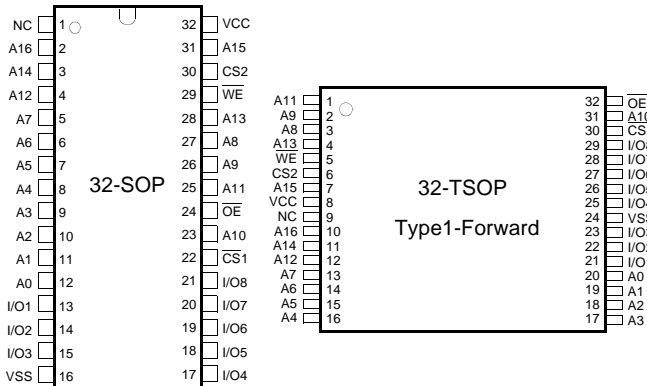 NC 1 32 VCC
A16 2 31 A15
A14 3 30 CS2
A12 4 29 WE
A7 5 28 A13
A6 6 27 A8
A5 7 26 A9
A4 8 25 A11
A3 9 24 OE
A2 10 23 A10
A1 11 22 CS1
A0 12 21 I/O8
I/O1 13 20 I/O7
I/O2 14 19 I/O6
I/O3 15 18 I/O5
VSS 16 17 I/O4
32-SOP
A11 1 32 OE
A9 2 31 A10
A8 3 30 CS
A13 4 29 I/O8
WE 5 28 I/O7
CS2 6 27 I/O6
A15 7 26 I/O5
VCC 8 25 I/O4
NC 9 24 VSS
A16 10 23 I/O3
A14 11 22 I/O2
A12 12 21 I/O1
A7 13 20 A0
A6 14 19 A1
A5 15 18 A2
A4 16 17 A3
32-TSOP
Type1-Forward